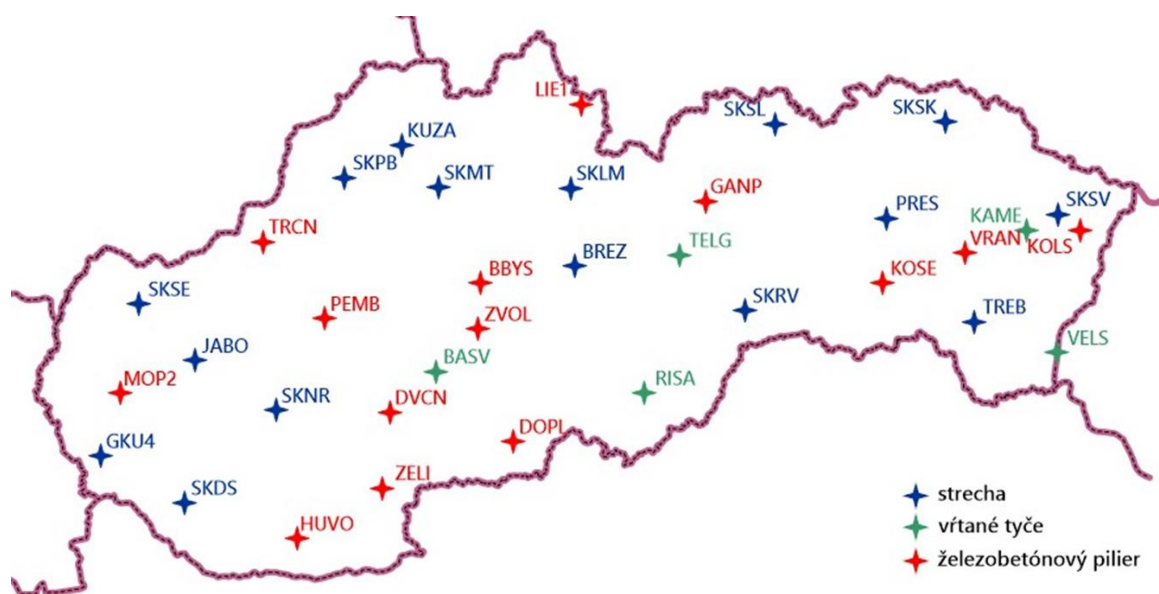 LIE1
SKSL
SKSK
KUZA
SKPB
SKMT
SKLM
GANP
PRES
KAME
SKSV
TRCN
TELG
VRAN
KOLS
BREZ
BBYS
KOSE
SKSE
PEMB
ZVOL
SKRV
TREB
JABO
BASV
VELS
MOP2
RISA
SKNR
DVCN
DOPL
GKU4
SKDS
ZELI
HUVO
strecha
vŕtané tyče
železobetónový pilier